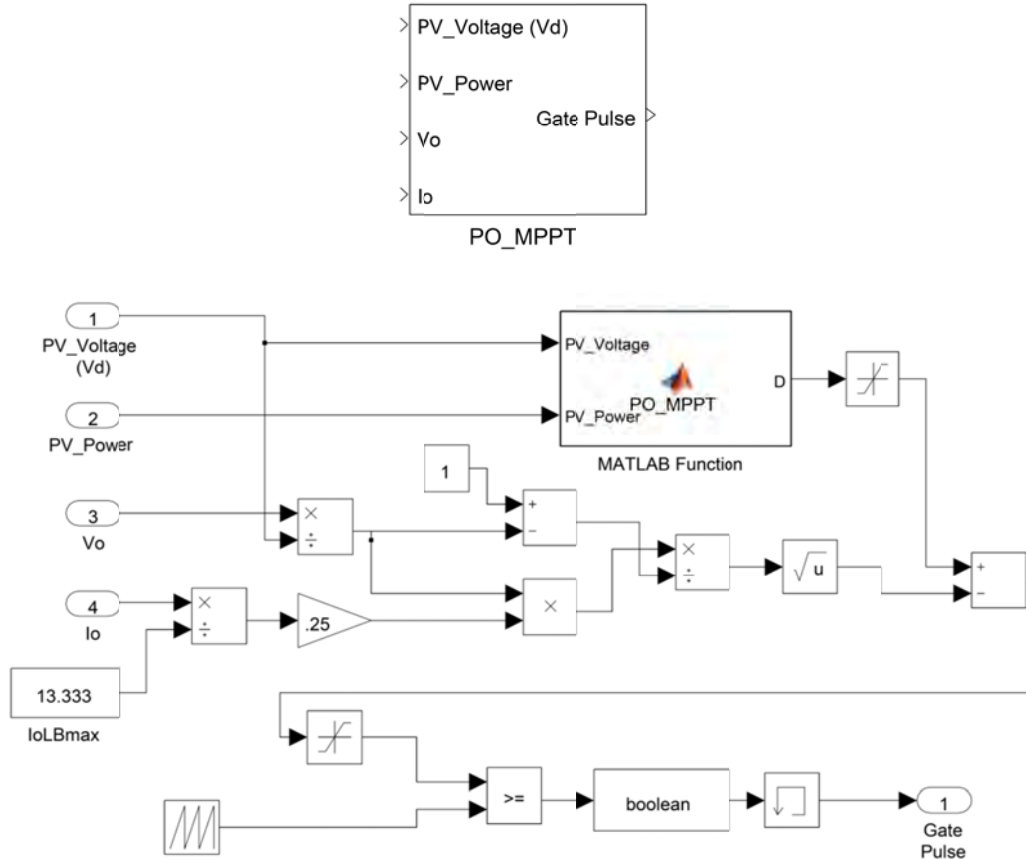 PV_Voltage (Vd)
PV_Power
Gate Pulse
Vo
Io
PO_MPPT
1
PV_Voltage
(Vd)
PV_Voltage
D
PO_MPPT
2
PV_Power
PV_Power
MATLAB Function
1
+
−
3
Vo
×
÷
×
÷
√u
+
−
4
Io
×
÷
.25
×
13.333
IoLBmax
>=
boolean
1
Gate
Pulse